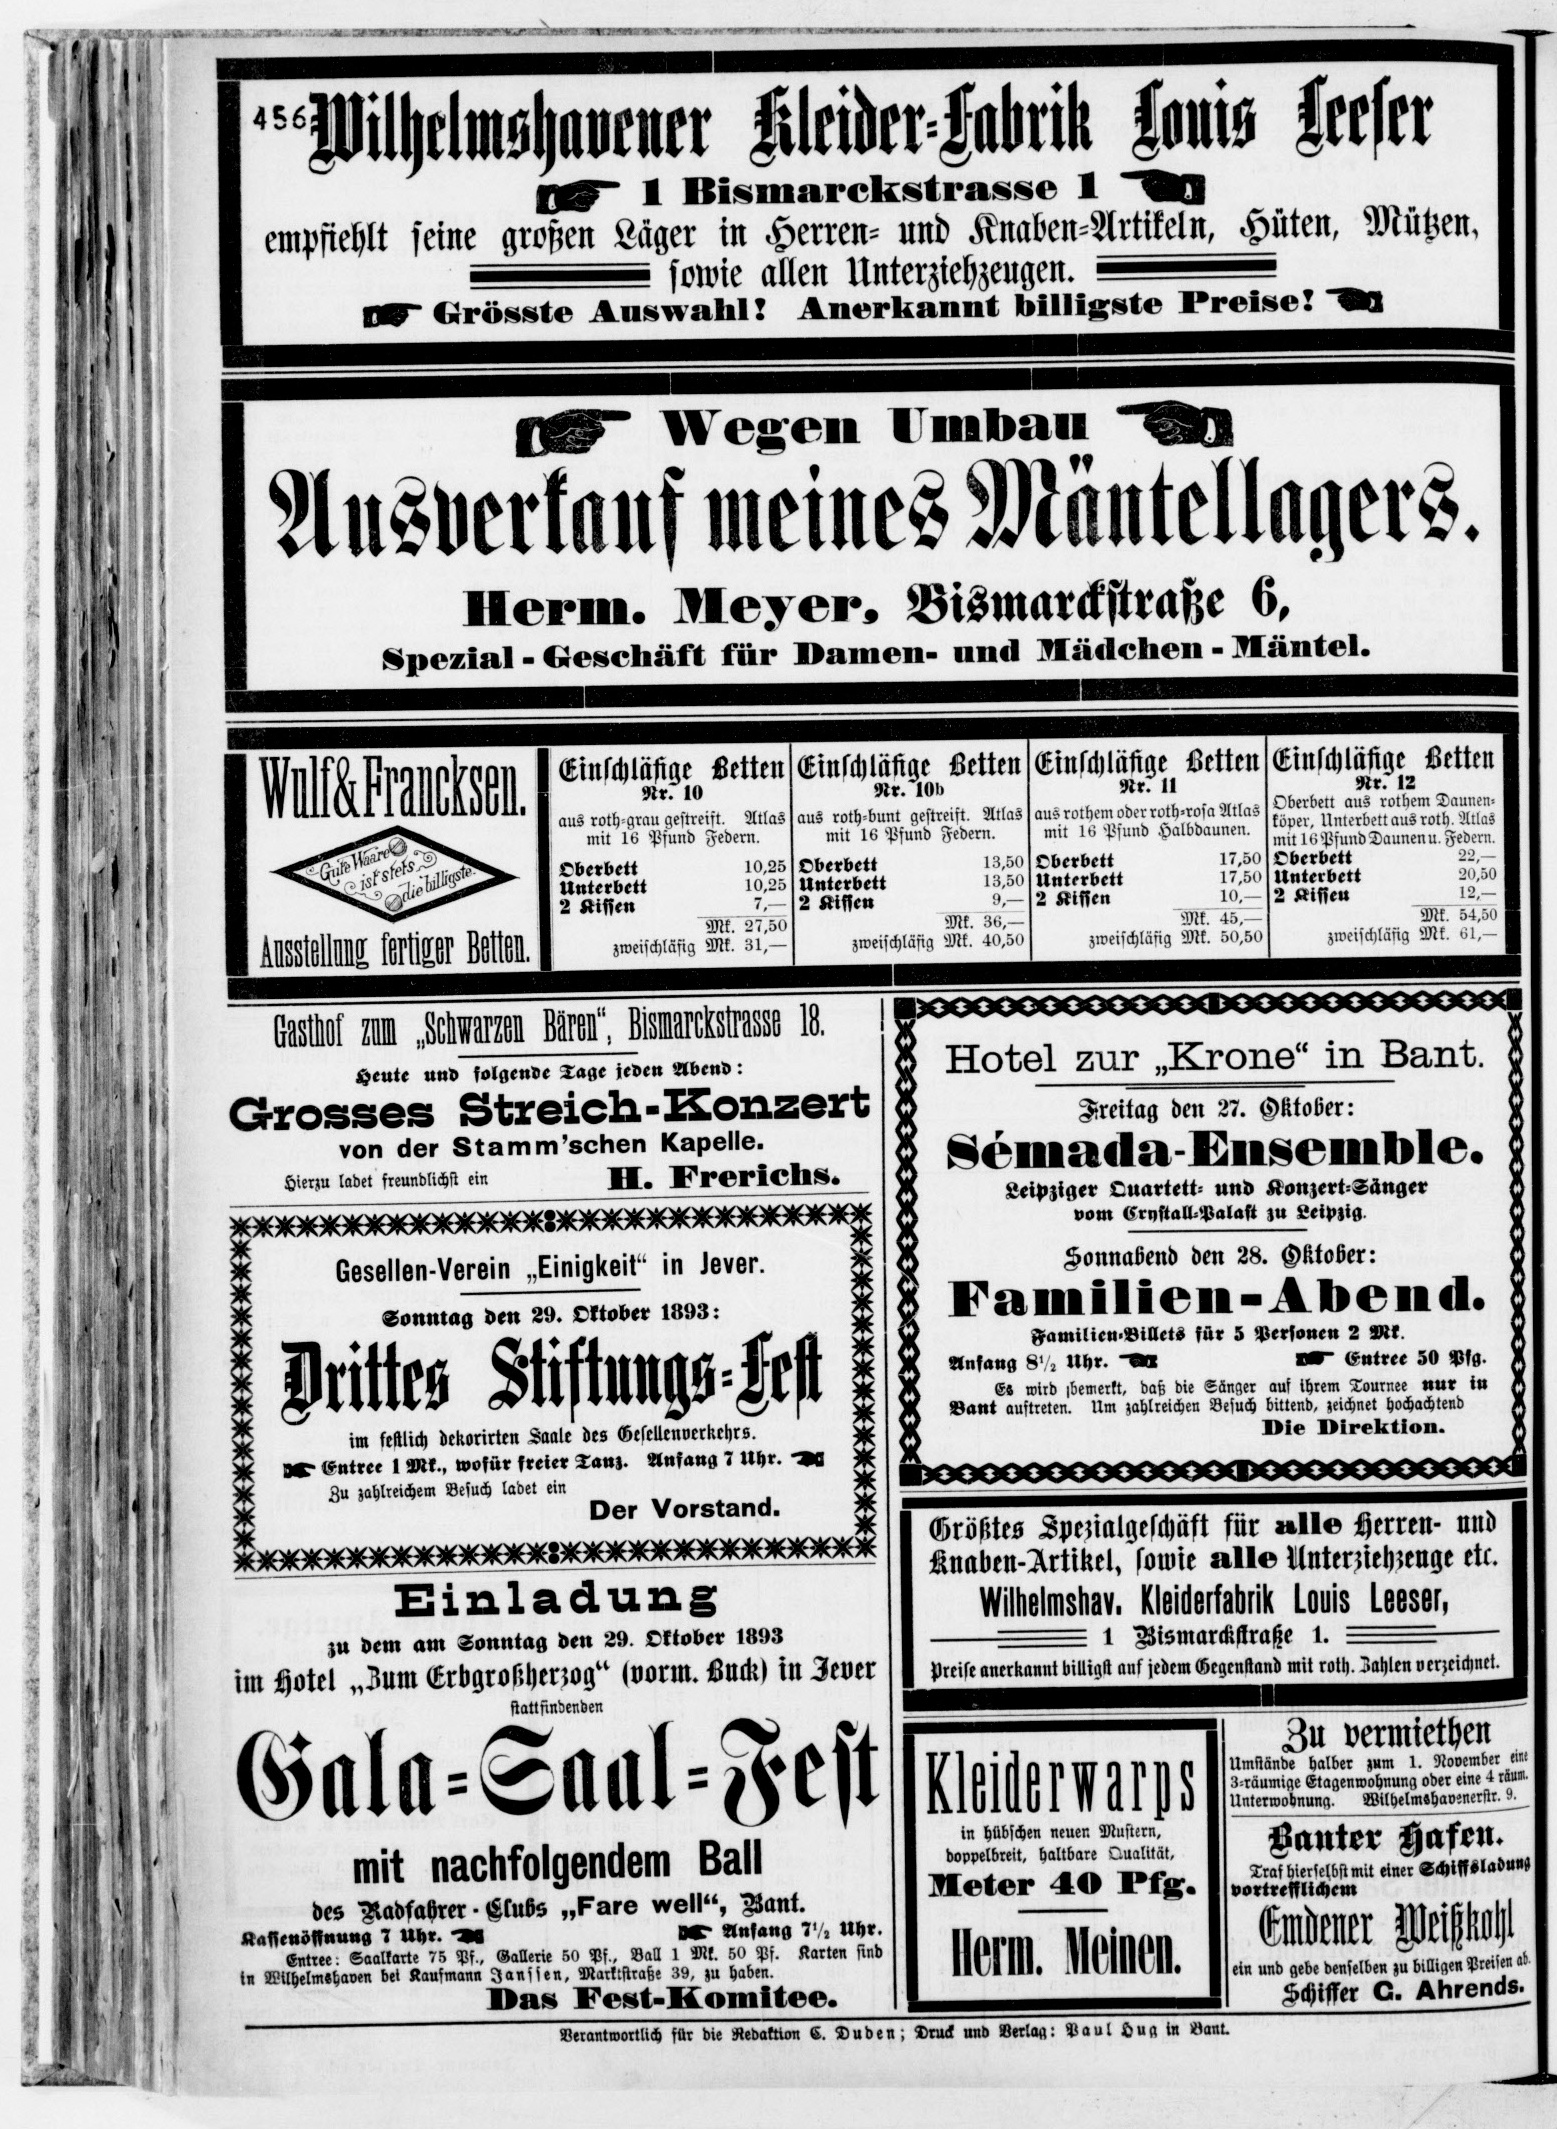 456 Wilhelmshavener Kleider-Fabrik Louis Leeser
1 Bismarckstrasse 1
empfiehlt seine großen Läger in Herren- und Knaben-Artikeln, Hüten, Mützen,
sowie allen Unterziehzeugen.
Grösste Auswahl! Anerkannt billigste Preise!
Wegen Umbau
Ausverkauf meines Mäntellagers.
Herm. Meyer, Bismarckstraße 6,
Spezial-Geschäft für Damen- und Mädchen-Mäntel.
Wulf & Francksen.
Gute Waare
ist stets
die billigste.
Ausstellung fertiger Betten.
Einschläfige Betten
Nr. 10
aus roth-grau gestreift. Atlas
mit 16 Pfund Federn.
Oberbett 10,25
Unterbett 10,25
2 Kissen 7,—
Mk. 27,50
zweischläfig Mk. 31,—
Einschläfige Betten
Nr. 10b
aus roth-bunt gestreift. Atlas
mit 16 Pfund Federn.
Oberbett 13,50
Unterbett 13,50
2 Kissen 9,—
Mk. 36,—
zweischläfig Mk. 40,50
Einschläfige Betten
Nr. 11
aus rothem oder roth-rosa Atlas
mit 16 Pfund Halbdaunen.
Oberbett 17,50
Unterbett 17,50
2 Kissen 10,—
Mk. 45,—
zweischläfig Mk. 50,50
Einschläfige Betten
Nr. 12
Oberbett aus rothem Daunen-
köper, Unterbett aus roth. Atlas
mit 16 Pfund Daunen u. Federn.
Oberbett 22,—
Unterbett 20,50
2 Kissen 12,—
Mk. 54,50
zweischläfig Mk. 61,—
Gasthof zum „Schwarzen Bären“, Bismarckstrasse 18.
Heute und folgende Tage jeden Abend:
Grosses Streich-Konzert
von der Stamm'schen Kapelle.
Hierzu ladet freundlichst ein H. Frerichs.
Gesellen-Verein „Einigkeit“ in Jever.
Sonntag den 29. Oktober 1893:
Drittes Stiftungs-Fest
im festlich dekorirten Saale des Gesellenverkehrs.
Entree 1 Mk., wofür freier Tanz. Anfang 7 Uhr.
Zu zahlreichem Besuch ladet ein
Der Vorstand.
Einladung
zu dem am Sonntag den 29. Oktober 1893
im Hotel „Zum Erbgroßherzog“ (vorm. Buck) in Jever
stattfindenden
Gala-Saal-Fest
mit nachfolgendem Ball
des Radfahrer-Clubs „Fare well“, Bant.
Kassenöffnung 7 Uhr. Anfang 7½ Uhr.
Entree: Saalkarte 75 Pf., Gallerie 50 Pf., Ball 1 Mk. 50 Pf. Karten sind
in Wilhelmshaven bei Kaufmann Janssen, Marktstraße 39, zu haben.
Das Fest-Komitee.
Hotel zur „Krone“ in Bant.
Freitag den 27. Oktober:
Sémada-Ensemble.
Leipziger Quartett- und Konzert-Sänger
vom Crystall-Palast zu Leipzig.
Sonnabend den 28. Oktober:
Familien-Abend.
Familien-Billets für 5 Personen 2 Mk.
Anfang 8½ Uhr. Entree 50 Pfg.
Es wird bemerkt, daß die Sänger auf ihrem Tournee nur in
Bant auftreten. Um zahlreichen Besuch bittend, zeichnet hochachtend
Die Direktion.
Größtes Spezialgeschäft für alle Herren- und
Knaben-Artikel, sowie alle Unterziehzeuge etc.
Wilhelmshav. Kleiderfabrik Louis Leeser,
1 Bismarckstraße 1.
Preise anerkannt billigst auf jedem Gegenstand mit roth. Zahlen verzeichnet.
Kleiderwarps
in hübschen neuen Mustern,
doppelbreit, haltbare Qualität,
Meter 40 Pfg.
Herm. Meinen.
Zu vermiethen
Umstände halber zum 1. November eine
3-räumige Etagenwohnung oder eine 4 räum.
Unterwohnung. Wilhelmshavenerstr. 9.
Banter Hafen.
Traf hierselbst mit einer Schiffsladung
vortrefflichem
Emdener Weißkohl
ein und gebe denselben zu billigen Preisen ab.
Schiffer C. Ahrends.
Verantwortlich für die Redaktion C. Duden; Druck und Verlag: Paul Hug in Bant.